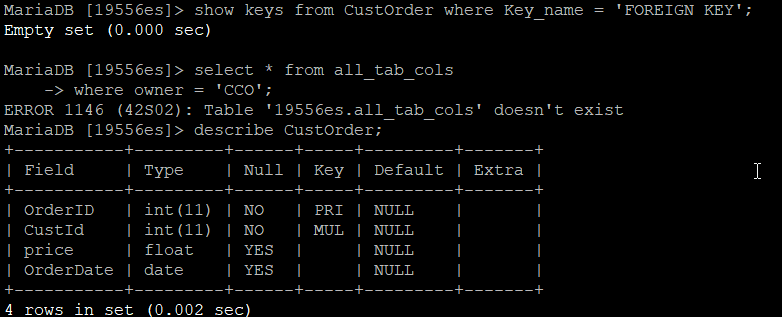 MariaDB [19556es]> show keys from CustOrder where Key_name = 'FOREIGN KEY';
Empty set (0.000 sec)
MariaDB [19556es]> select * from all_tab_cols
    -> where owner = 'CCO';
ERROR 1146 (42S02): Table '19556es.all_tab_cols' doesn't exist
MariaDB [19556es]> describe CustOrder;
+-----------+---------+------+-----+---------+-------+
| Field     | Type    | Null | Key | Default | Extra |
+-----------+---------+------+-----+---------+-------+
| OrderID   | int(11) | NO   | PRI | NULL    |       |
| CustId    | int(11) | NO   | MUL | NULL    |       |
| price     | float   | YES  |     | NULL    |       |
| OrderDate | date    | YES  |     | NULL    |       |
+-----------+---------+------+-----+---------+-------+
4 rows in set (0.002 sec)